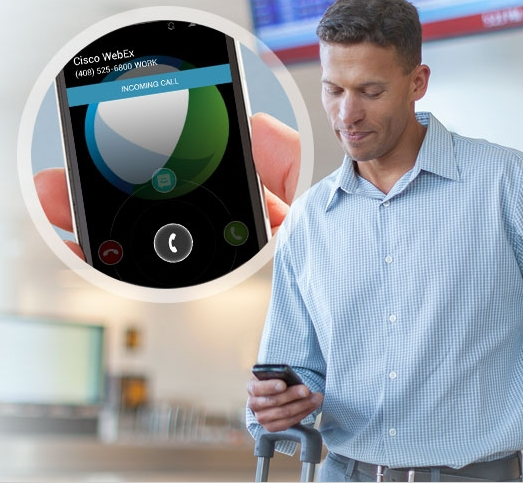 Cisco WebEx
(408) 525-6800 WORK
INCOMING CALL